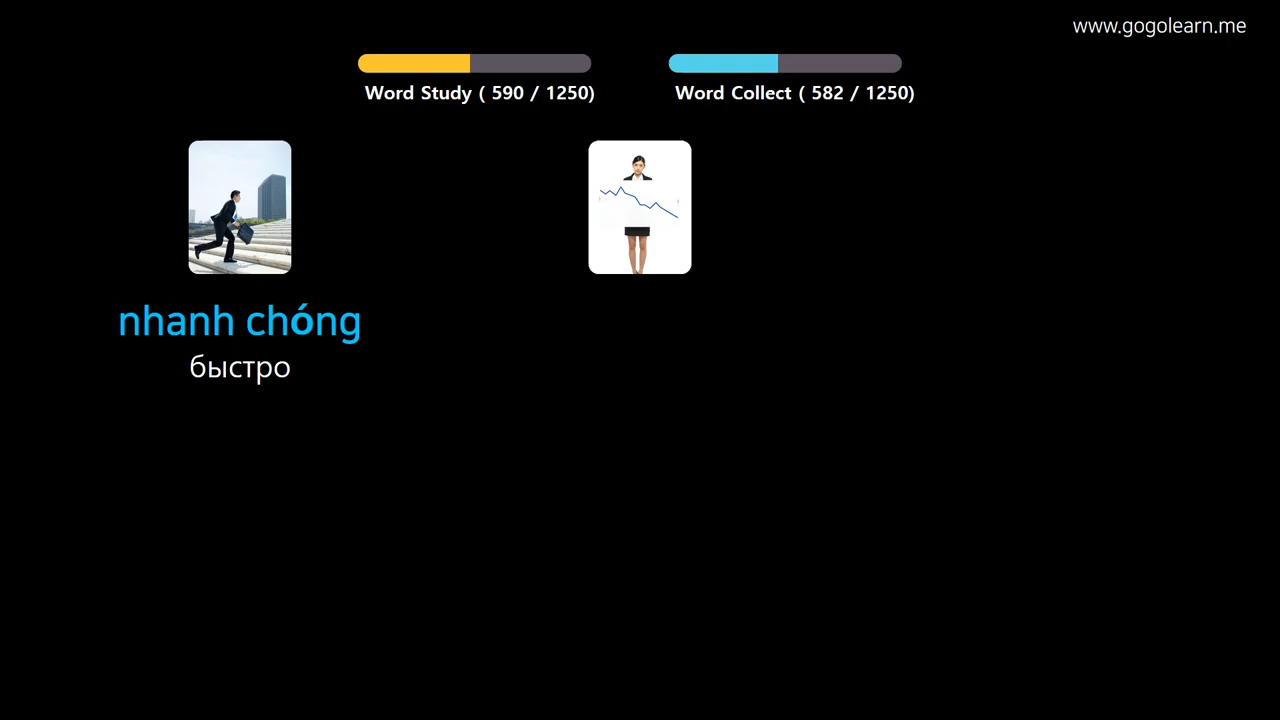 www.gogolearn.me
Word Study ( 590 / 1250)
Word Collect ( 582 / 1250)
nhanh chóng
быстро